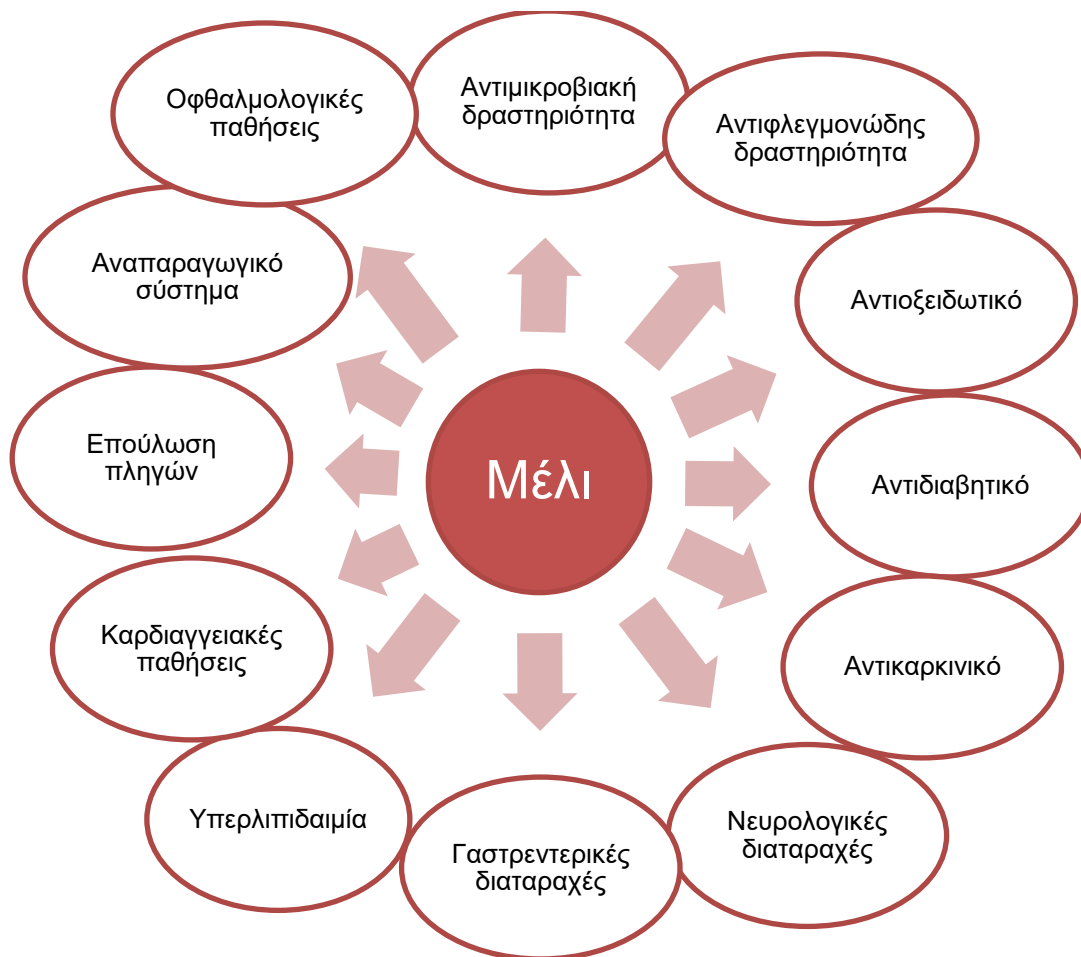 Οφθαλμολογικές
παθήσεις
Αντιμικροβιακή
δραστηριότητα
Αντιφλεγμονώδης
δραστηριότητα
Αναπαραγωγικό
σύστημα
Αντιοξειδωτικό
Επούλωση
πληγών
Μέλι
Αντιδιαβητικό
Καρδιαγγειακές
παθήσεις
Αντικαρκινικό
Υπερλιπιδαιμία
Γαστρεντερικές
διαταραχές
Νευρολογικές
διαταραχές